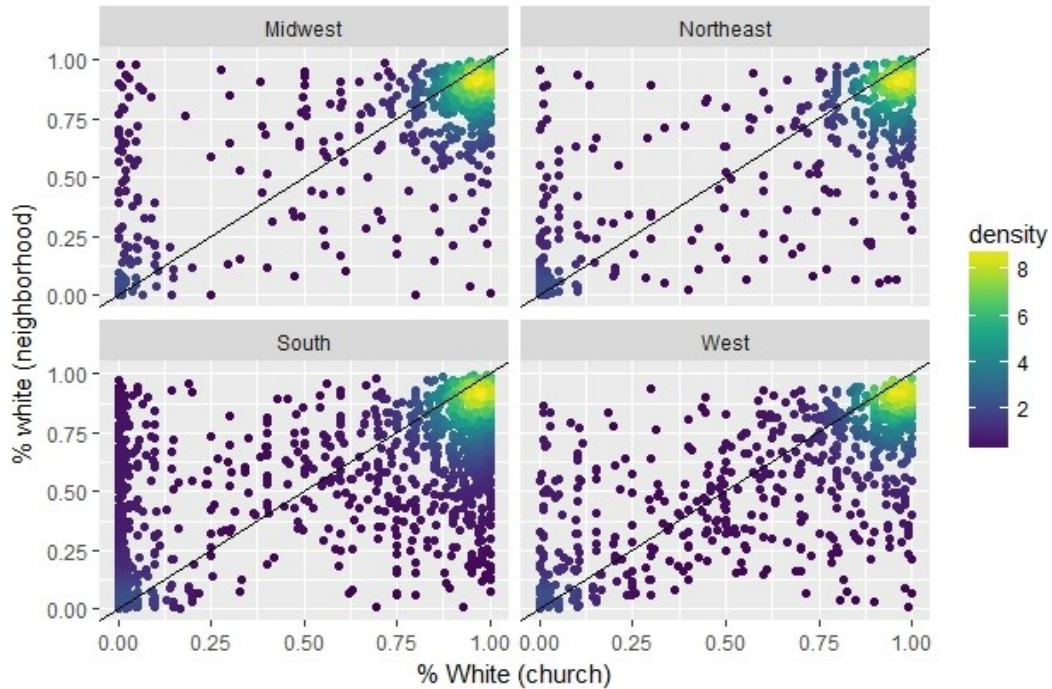 Midwest
Northeast
1.00
0.75
0.50
0.25
0.00
South
West
1.00
0.75
0.50
0.25
0.00
0.00 0.25 0.50 0.75 1.00
0.00 0.25 0.50 0.75 1.00
% White (church)
% white (neighborhood)
density
8
6
4
2